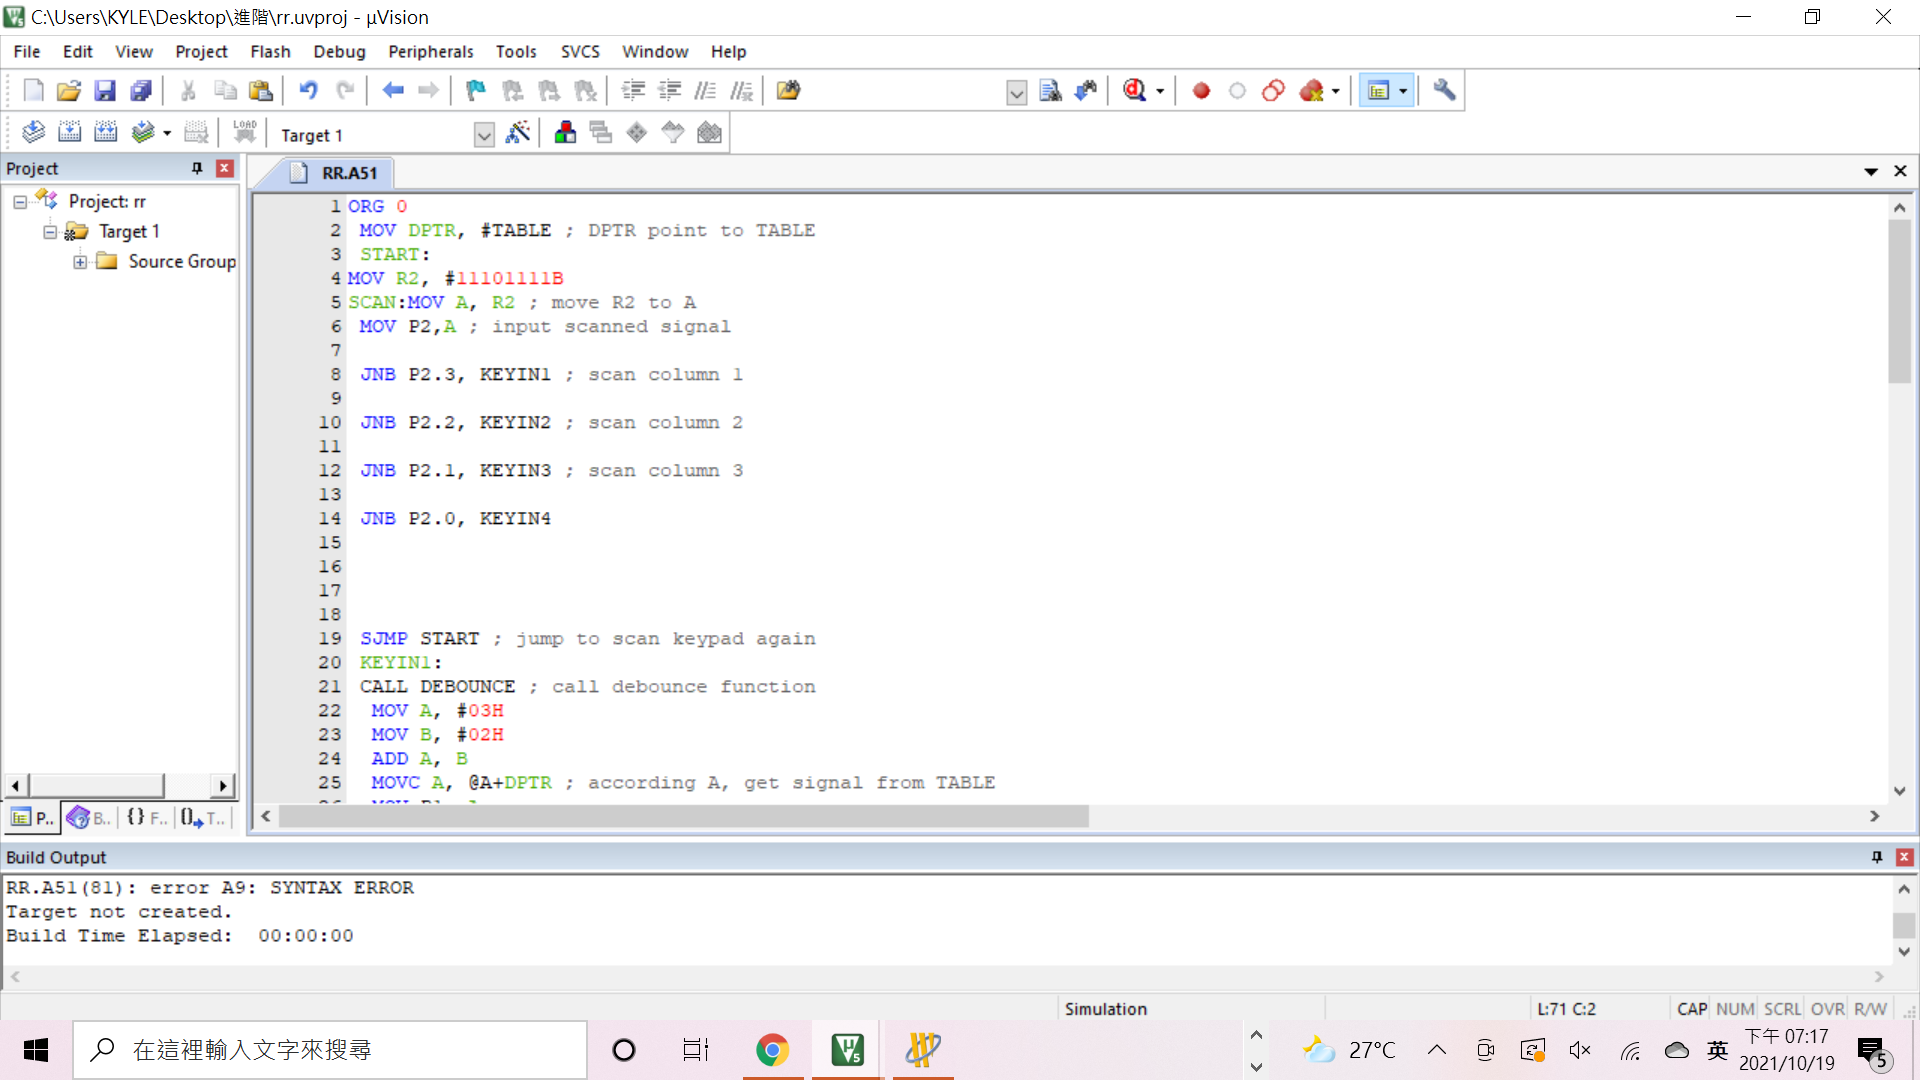 C:\Users\KYLE\Desktop\進階\rr.uvproj - µVision
File Edit View Project Flash Debug Peripherals Tools SVCS Window Help
LOAD
Target 1
Project
RR.A51
Project: rr
Target 1
Source Group
1 ORG 0
2 MOV DPTR, #TABLE ; DPTR point to TABLE
3 START:
4 MOV R2, #11101111B
5 SCAN:MOV A, R2 ; move R2 to A
6 MOV P2,A ; input scanned signal
7
8 JNB P2.3, KEYIN1 ; scan column 1
9
10 JNB P2.2, KEYIN2 ; scan column 2
11
12 JNB P2.1, KEYIN3 ; scan column 3
13
14 JNB P2.0, KEYIN4
15
16
17
18
19 SJMP START ; jump to scan keypad again
20 KEYIN1:
21 CALL DEBOUNCE ; call debounce function
22 MOV A, #03H
23 MOV B, #02H
24 ADD A, B
25 MOVC A, @A+DPTR ; according A, get signal from TABLE
P.. B.. {} F.. T..
Build Output
RR.A51(81): error A9: SYNTAX ERROR
Target not created.
Build Time Elapsed: 00:00:00
Simulation
L:71 C:2
CAP NUM SCRL OVR R/W
在這裡輸入文字來搜尋
27°C
英
下午 07:17
2021/10/19
5